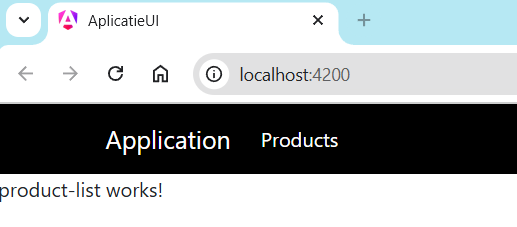 AplicatieUI
localhost:4200
Application Products
product-list works!